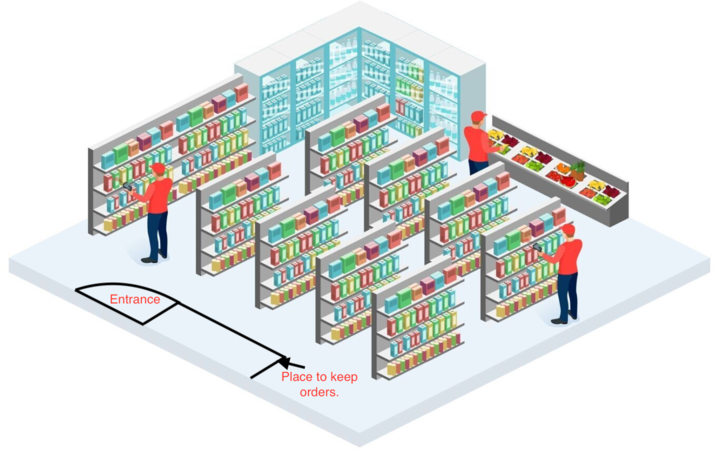 Entrance
Place to keep
orders.